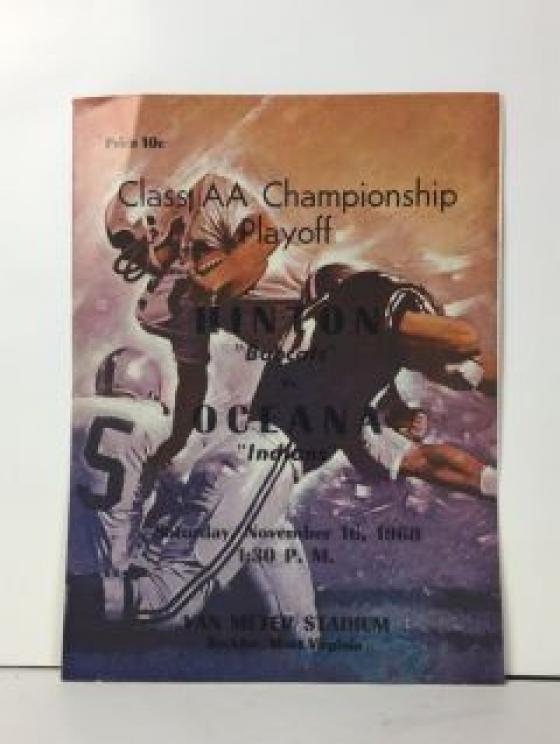 Price 10c
Class AA Championship
Playoff
HINTON
"Bobcats"
vs.
OCEANA
"Indians"
5
Saturday, November 16, 1968
1:30 P. M.
VAN METER STADIUM
Beckley, West Virginia